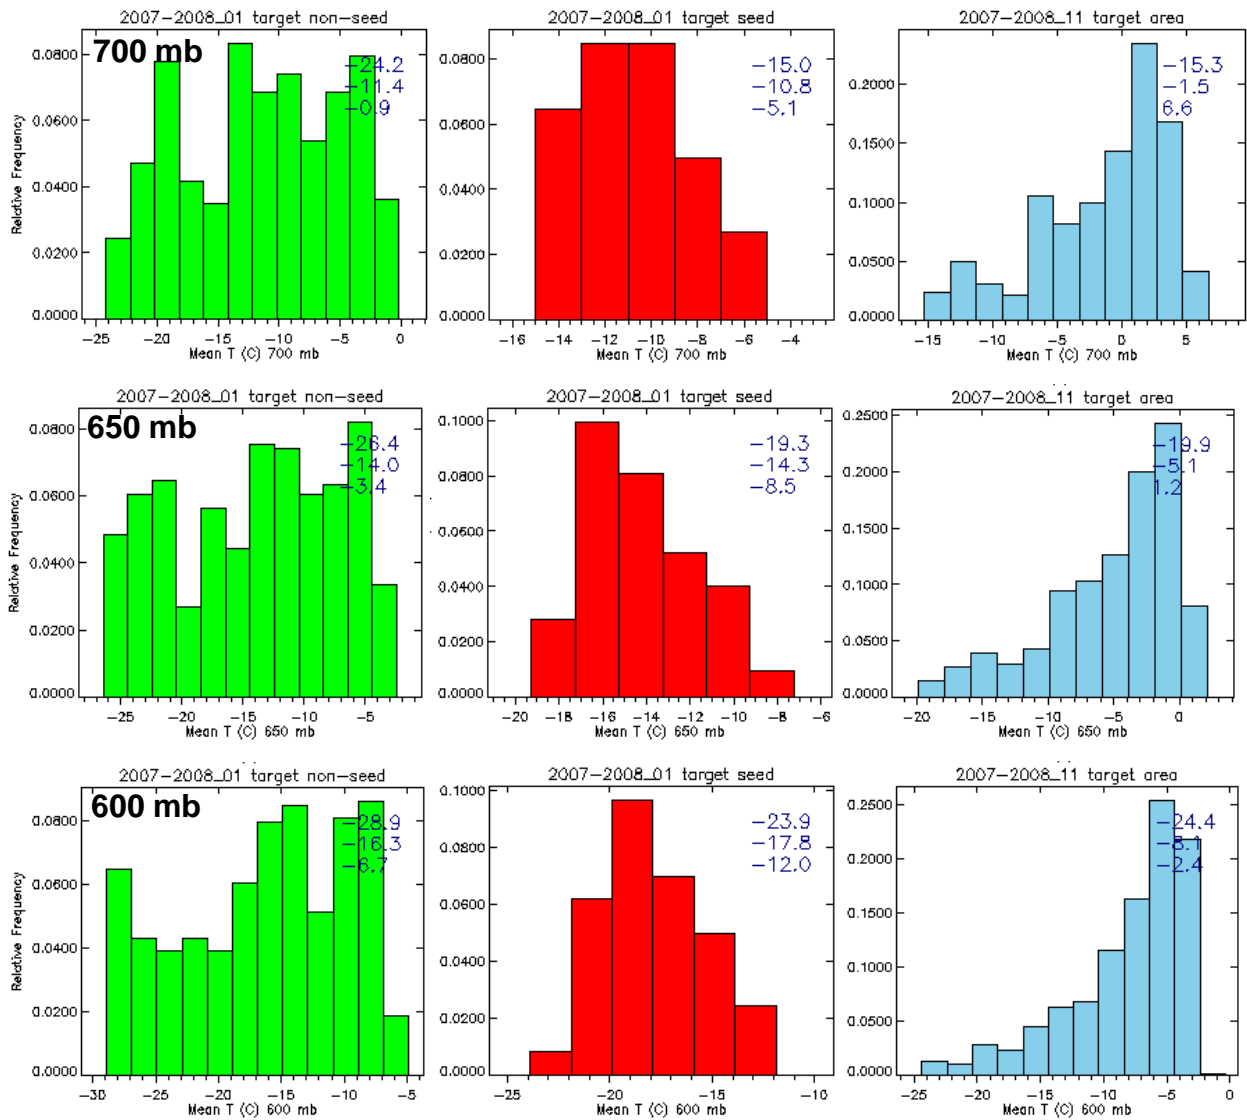 2007-2008_01 target non-seed
700 mb
-24.2
-11.4
-0.9
0.0800
0.0600
0.0400
0.0200
0.0000
Relative Frequency
-25 -20 -15 -10 -5 0
Mean T (C) 700 mb
2007-2008_01 target seed
-15.0
-10.8
-5.1
0.0800
0.0600
0.0400
0.0200
0.0000
-16 -14 -12 -10 -8 -6 -4
Mean T (C) 700 mb
2007-2008_11 target area
-15.3
-1.5
6.6
0.2000
0.1500
0.1000
0.0500
0.0000
-15 -10 -5 0 5
Mean T (C) 700 mb
2007-2008_01 target non-seed
650 mb
-26.4
-14.0
-3.4
0.0800
0.0600
0.0400
0.0200
0.0000
Relative Frequency
-25 -20 -15 -10 -5
Mean T (C) 650 mb
2007-2008_01 target seed
-19.3
-14.3
-8.5
0.1000
0.0800
0.0600
0.0400
0.0200
0.0000
-20 -18 -16 -14 -12 -10 -8 -6
Mean T (C) 650 mb
2007-2008_11 target area
-19.9
-5.1
1.2
0.2500
0.2000
0.1500
0.1000
0.0500
0.0000
-20 -15 -10 -5 0
Mean T (C) 650 mb
2007-2008_01 target non-seed
600 mb
-28.9
-16.3
-6.7
0.0800
0.0600
0.0400
0.0200
0.0000
Relative Frequency
-30 -25 -20 -15 -10 -5
Mean T (C) 600 mb
2007-2008_01 target seed
-23.9
-17.8
-12.0
0.1000
0.0800
0.0600
0.0400
0.0200
0.0000
-25 -20 -15 -10
Mean T (C) 600 mb
2007-2008_11 target area
-24.4
-8.1
-2.4
0.2500
0.2000
0.1500
0.1000
0.0500
0.0000
-20 -15 -10 -5 0
Mean T (C) 600 mb